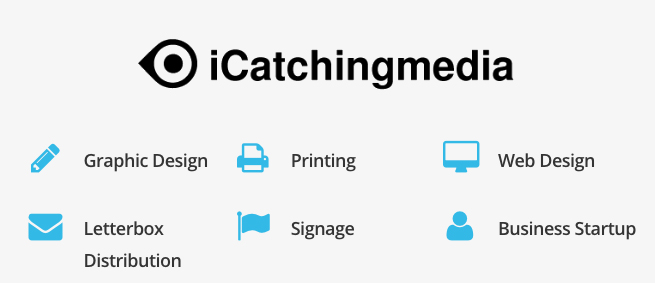 iCatchingmedia
Graphic Design
Printing
Web Design
Letterbox
Distribution
Signage
Business Startup